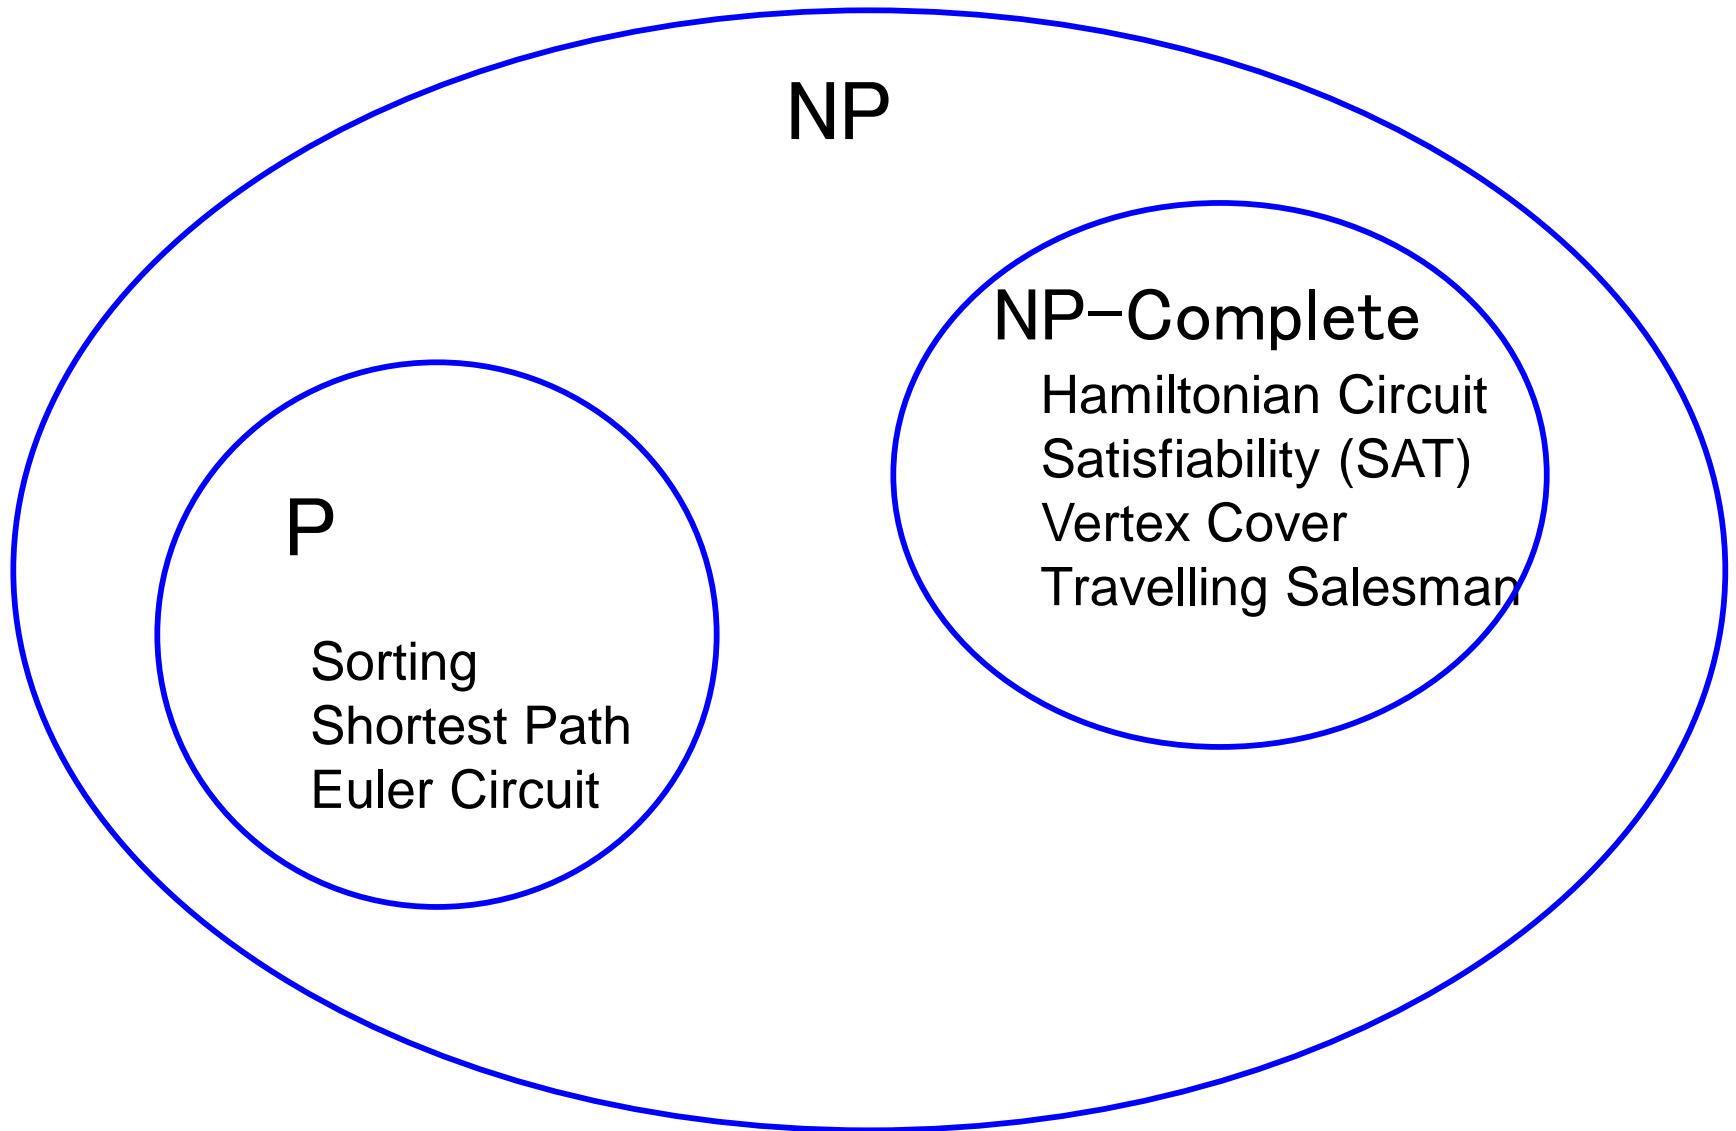 NP
NP-Complete
Hamiltonian Circuit
Satisfiability (SAT)
Vertex Cover
Travelling Salesman
P
Sorting
Shortest Path
Euler Circuit